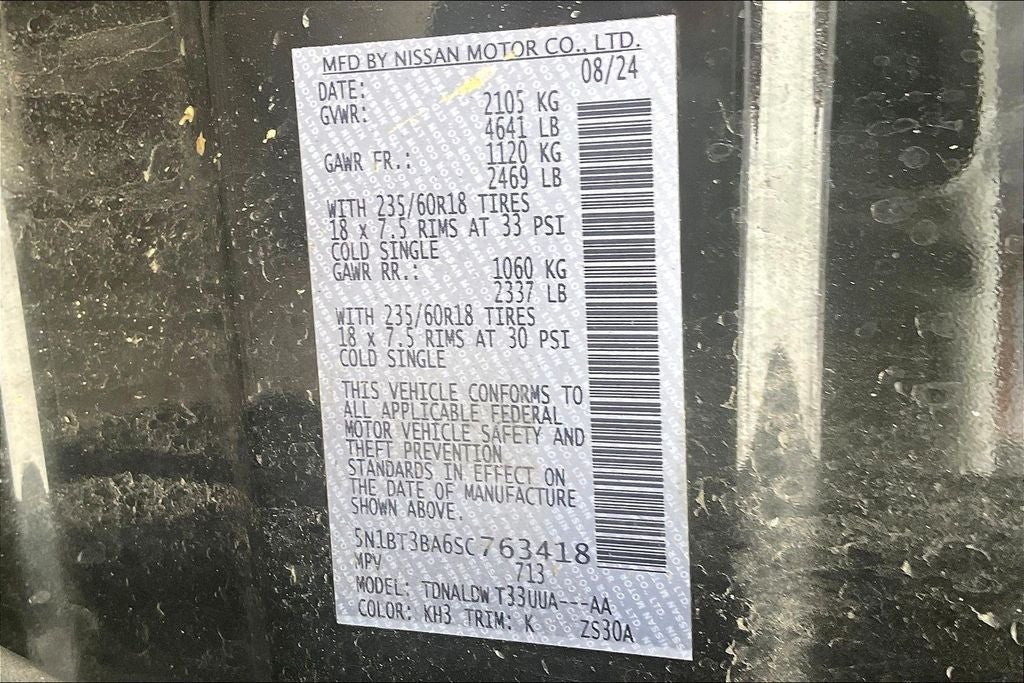 MFD BY NISSAN MOTOR CO., LTD.
DATE: 08/24
GVWR: 2105 KG
4641 LB
GAWR FR.: 1120 KG
2469 LB
WITH 235/60R18 TIRES
18 x 7.5 RIMS AT 33 PSI
COLD SINGLE
GAWR RR.: 1060 KG
2337 LB
WITH 235/60R18 TIRES
18 x 7.5 RIMS AT 30 PSI
COLD SINGLE
THIS VEHICLE CONFORMS TO
ALL APPLICABLE FEDERAL
MOTOR VEHICLE SAFETY AND
THEFT PREVENTION
STANDARDS IN EFFECT ON
THE DATE OF MANUFACTURE
SHOWN ABOVE.
5N1BT3BA6SC763418
MPV 713
MODEL: TDNALDW T33UUA---AA
COLOR: KH3 TRIM: K ZS30A